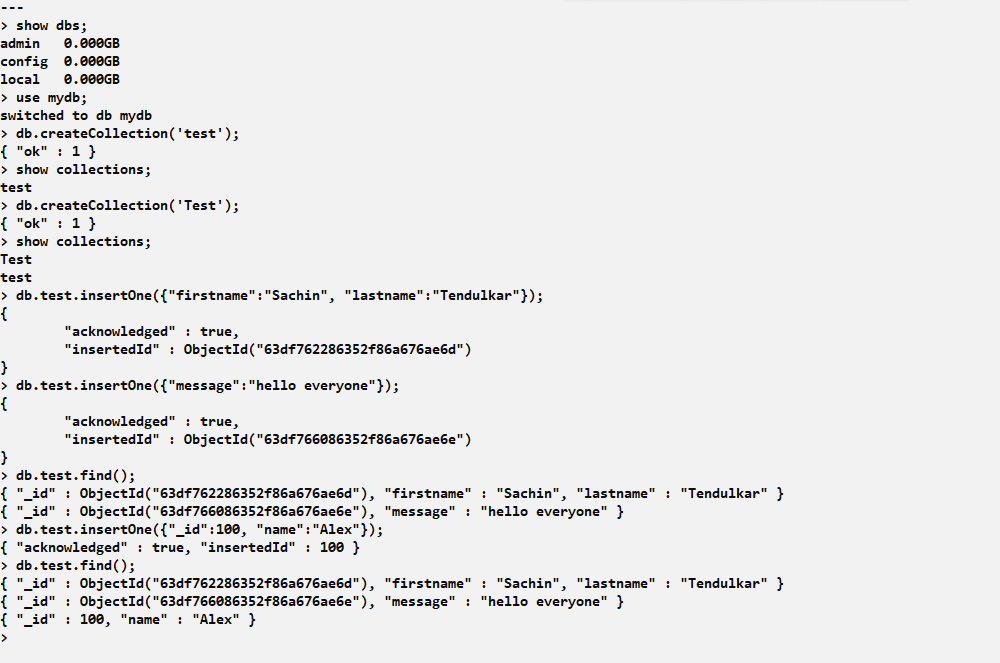 ---
> show dbs;
admin   0.000GB
config  0.000GB
local   0.000GB
> use mydb;
switched to db mydb
> db.createCollection('test');
{ "ok" : 1 }
> show collections;
test
> db.createCollection('Test');
{ "ok" : 1 }
> show collections;
Test
test
> db.test.insertOne({"firstname":"Sachin", "lastname":"Tendulkar"});
{
        "acknowledged" : true,
        "insertedId" : ObjectId("63df762286352f86a676ae6d")
}
> db.test.insertOne({"message":"hello everyone"});
{
        "acknowledged" : true,
        "insertedId" : ObjectId("63df766086352f86a676ae6e")
}
> db.test.find();
{ "_id" : ObjectId("63df762286352f86a676ae6d"), "firstname" : "Sachin", "lastname" : "Tendulkar" }
{ "_id" : ObjectId("63df766086352f86a676ae6e"), "message" : "hello everyone" }
> db.test.insertOne({"_id":100, "name":"Alex"});
{ "acknowledged" : true, "insertedId" : 100 }
> db.test.find();
{ "_id" : ObjectId("63df762286352f86a676ae6d"), "firstname" : "Sachin", "lastname" : "Tendulkar" }
{ "_id" : ObjectId("63df766086352f86a676ae6e"), "message" : "hello everyone" }
{ "_id" : 100, "name" : "Alex" }
>